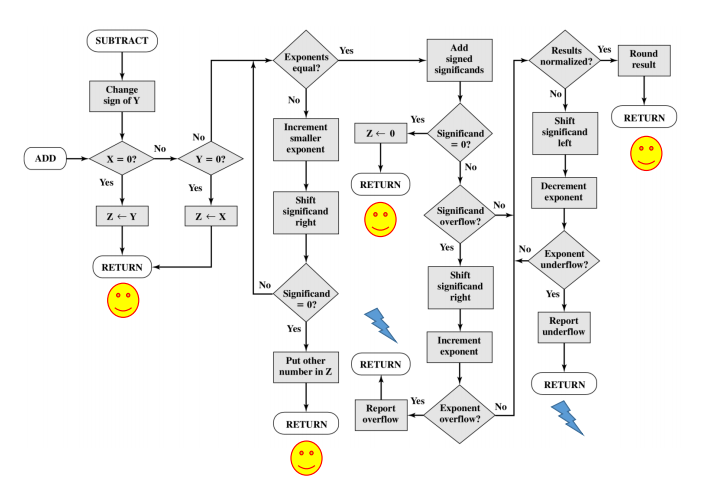 SUBTRACT
Change
sign of Y
ADD
X = 0?
No
Y = 0?
No
Yes
Yes
Z ← Y
Z ← X
RETURN
Exponents
equal?
Yes
No
Increment
smaller
exponent
Shift
significand
right
No
Significand
= 0?
Yes
Put other
number in Z
RETURN
Add
signed
significands
Z ← 0
Yes
Significand
= 0?
RETURN
No
Significand
overflow?
No
Yes
Shift
significand
right
Increment
exponent
RETURN
Report
overflow
Yes
Exponent
overflow?
No
Results
normalized?
Yes
Round
result
No
RETURN
Shift
significand
left
Decrement
exponent
No
Exponent
underflow?
Yes
Report
underflow
RETURN